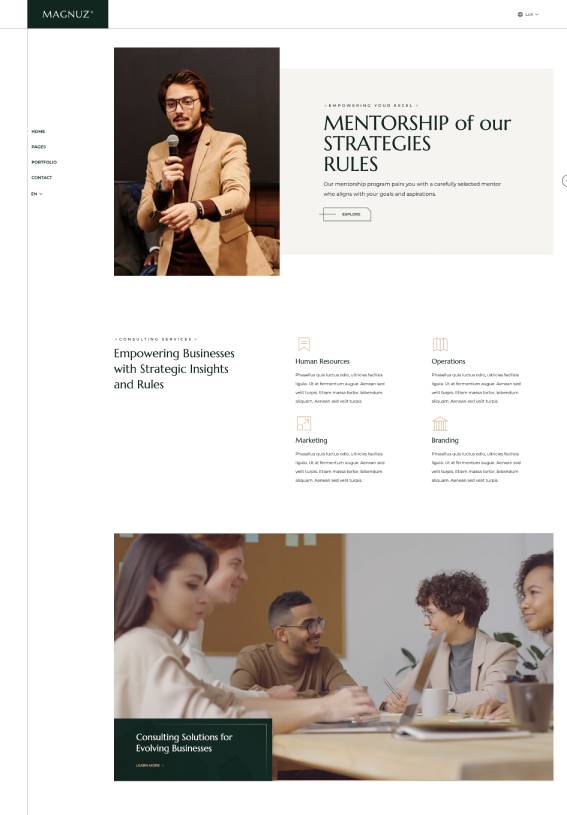 MAGNUZ®
LUX
HOME
PAGES
PORTFOLIO
CONTACT
EN
EMPOWERING YOUR EXCEL
MENTORSHIP of our
STRATEGIES
RULES
Our mentorship program pairs you with a carefully selected mentor
who aligns with your goals and aspirations.
EXPLORE
CONSULTING SERVICES
Empowering Businesses
with Strategic Insights
and Rules
Human Resources
Phasellus quis luctus odio, ultricies facilisis
ligula. Ut at fermentum augue. Aenean sed
velit turpis. Etiam massa tortor, bibendum
aliquam. Aenean sed velit turpis.
Operations
Phasellus quis luctus odio, ultricies facilisis
ligula. Ut at fermentum augue. Aenean sed
velit turpis. Etiam massa tortor, bibendum
aliquam. Aenean sed velit turpis.
Marketing
Phasellus quis luctus odio, ultricies facilisis
ligula. Ut at fermentum augue. Aenean sed
velit turpis. Etiam massa tortor, bibendum
aliquam. Aenean sed velit turpis.
Branding
Phasellus quis luctus odio, ultricies facilisis
ligula. Ut at fermentum augue. Aenean sed
velit turpis. Etiam massa tortor, bibendum
aliquam. Aenean sed velit turpis.
Consulting Solutions for
Evolving Businesses
LEARN MORE